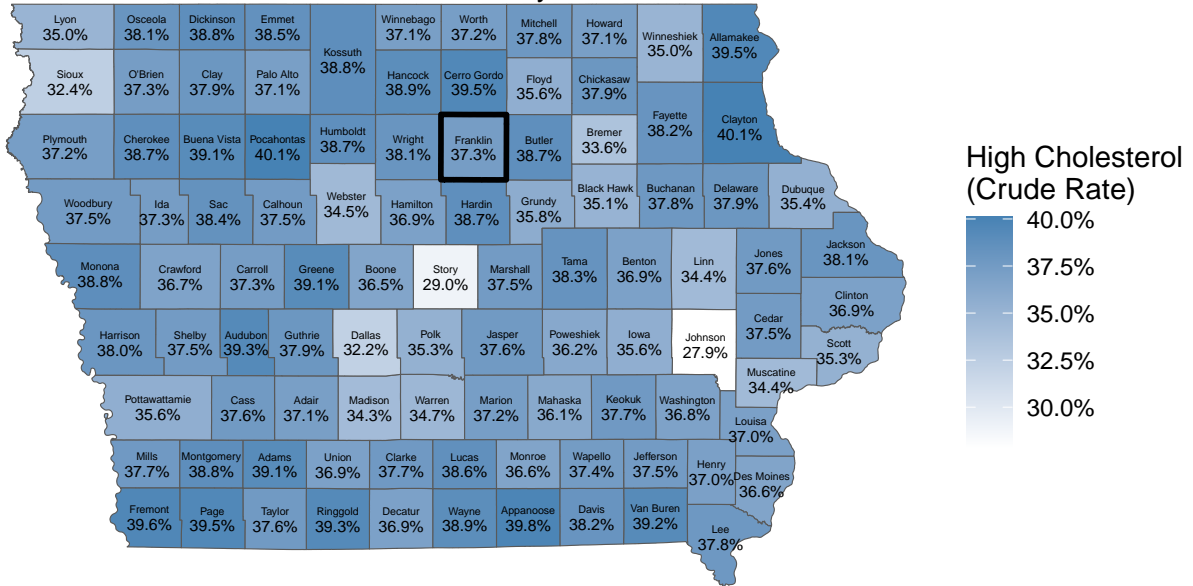 Lyon
35.0%
Osceola
38.1%
Dickinson
38.8%
Emmet
38.5%
Kossuth
38.8%
Winnebago
37.1%
Worth
37.2%
Mitchell
37.8%
Howard
37.1%
Winneshiek
35.0%
Allamakee
39.5%
Sioux
32.4%
O'Brien
37.3%
Clay
37.9%
Palo Alto
37.1%
Hancock
38.9%
Cerro Gordo
39.5%
Floyd
35.6%
Chickasaw
37.9%
Fayette
38.2%
Clayton
40.1%
Plymouth
37.2%
Cherokee
38.7%
Buena Vista
39.1%
Pocahontas
40.1%
Humboldt
38.7%
Wright
38.1%
Franklin
37.3%
Butler
38.7%
Bremer
33.6%
Woodbury
37.5%
Ida
37.3%
Sac
38.4%
Calhoun
37.5%
Webster
34.5%
Hamilton
36.9%
Hardin
38.7%
Grundy
35.8%
Black Hawk
35.1%
Buchanan
37.8%
Delaware
37.9%
Dubuque
35.4%
Monona
38.8%
Crawford
36.7%
Carroll
37.3%
Greene
39.1%
Boone
36.5%
Story
29.0%
Marshall
37.5%
Tama
38.3%
Benton
36.9%
Linn
34.4%
Jones
37.6%
Jackson
38.1%
Clinton
36.9%
Harrison
38.0%
Shelby
37.5%
Audubon
39.3%
Guthrie
37.9%
Dallas
32.2%
Polk
35.3%
Jasper
37.6%
Poweshiek
36.2%
Iowa
35.6%
Johnson
27.9%
Cedar
37.5%
Scott
35.3%
Muscatine
34.4%
Pottawattamie
35.6%
Cass
37.6%
Adair
37.1%
Madison
34.3%
Warren
34.7%
Marion
37.2%
Mahaska
36.1%
Keokuk
37.7%
Washington
36.8%
Louisa
37.0%
Mills
37.7%
Montgomery
38.8%
Adams
39.1%
Union
36.9%
Clarke
37.7%
Lucas
38.6%
Monroe
36.6%
Wapello
37.4%
Jefferson
37.5%
Henry
37.0%
Des Moines
36.6%
Fremont
39.6%
Page
39.5%
Taylor
37.6%
Ringgold
39.3%
Decatur
36.9%
Wayne
38.9%
Appanoose
39.8%
Davis
38.2%
Van Buren
39.2%
Lee
37.8%
High Cholesterol
(Crude Rate)
40.0%
37.5%
35.0%
32.5%
30.0%